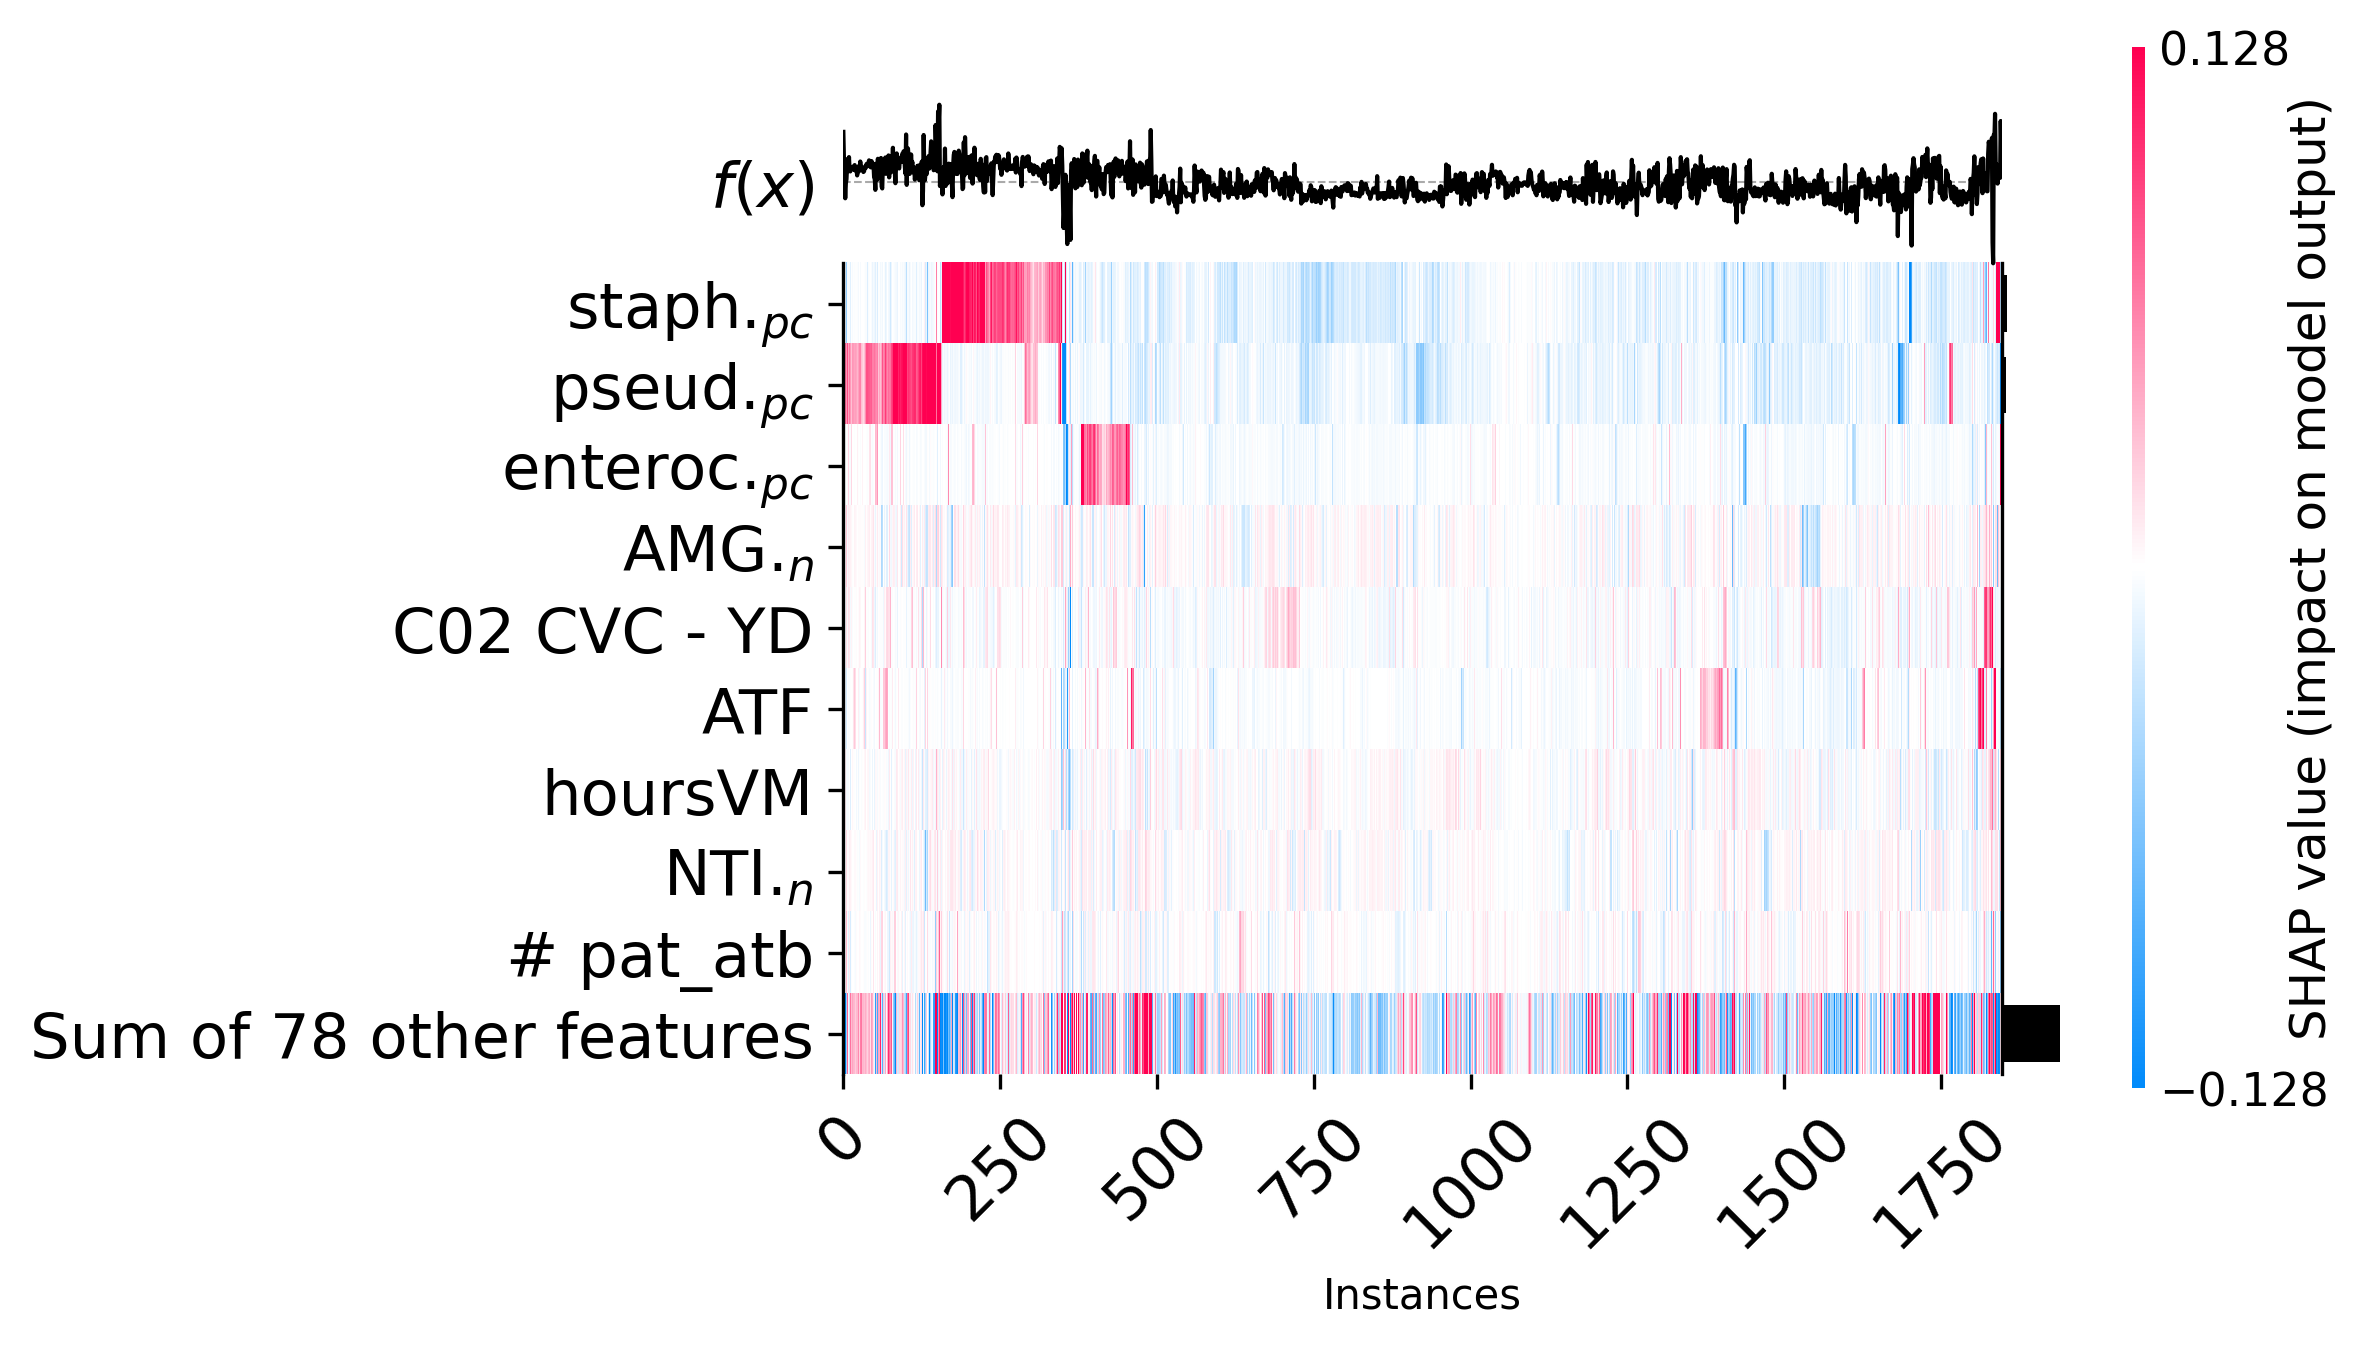 0.128
f(x)
staph.pc
pseud.pc
enteroc.pc
AMG.n
C02 CVC - YD
ATF
hoursVM
NTI.n
# pat_atb
Sum of 78 other features
0 250 500 750 1000 1250 1500 1750
Instances
−0.128
SHAP value (impact on model output)